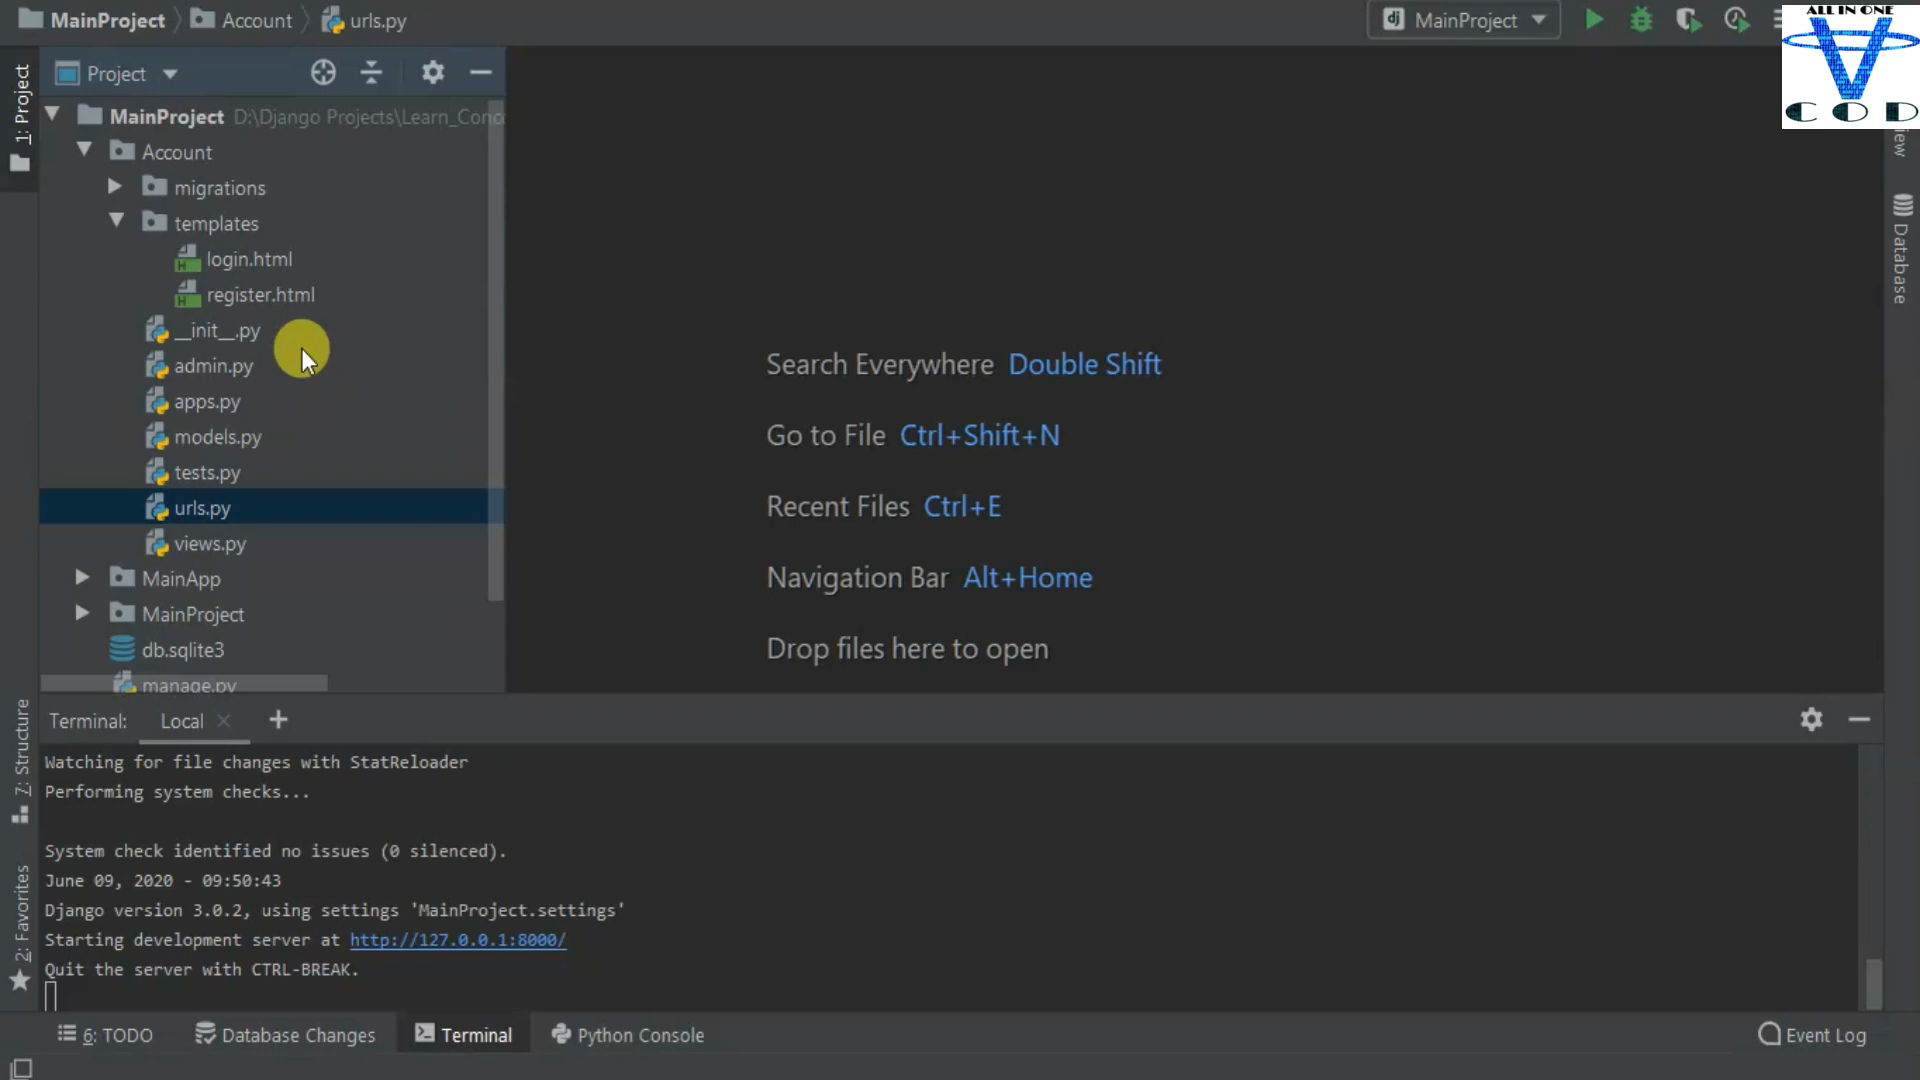 MainProject
Account
urls.py
MainProject
ALL IN ONE
V
COD
Project
1: Project
MainProject D:\Django Projects\Learn_Conc
Account
migrations
templates
login.html
register.html
__init__.py
admin.py
apps.py
models.py
tests.py
urls.py
views.py
MainApp
MainProject
db.sqlite3
manage.py
Search Everywhere Double Shift
Go to File Ctrl+Shift+N
Recent Files Ctrl+E
Navigation Bar Alt+Home
Drop files here to open
Database
Z: Structure
2: Favorites
Terminal: Local
Watching for file changes with StatReloader
Performing system checks...
System check identified no issues (0 silenced).
June 09, 2020 - 09:50:43
Django version 3.0.2, using settings 'MainProject.settings'
Starting development server at http://127.0.0.1:8000/
Quit the server with CTRL-BREAK.
6: TODO
Database Changes
Terminal
Python Console
Event Log